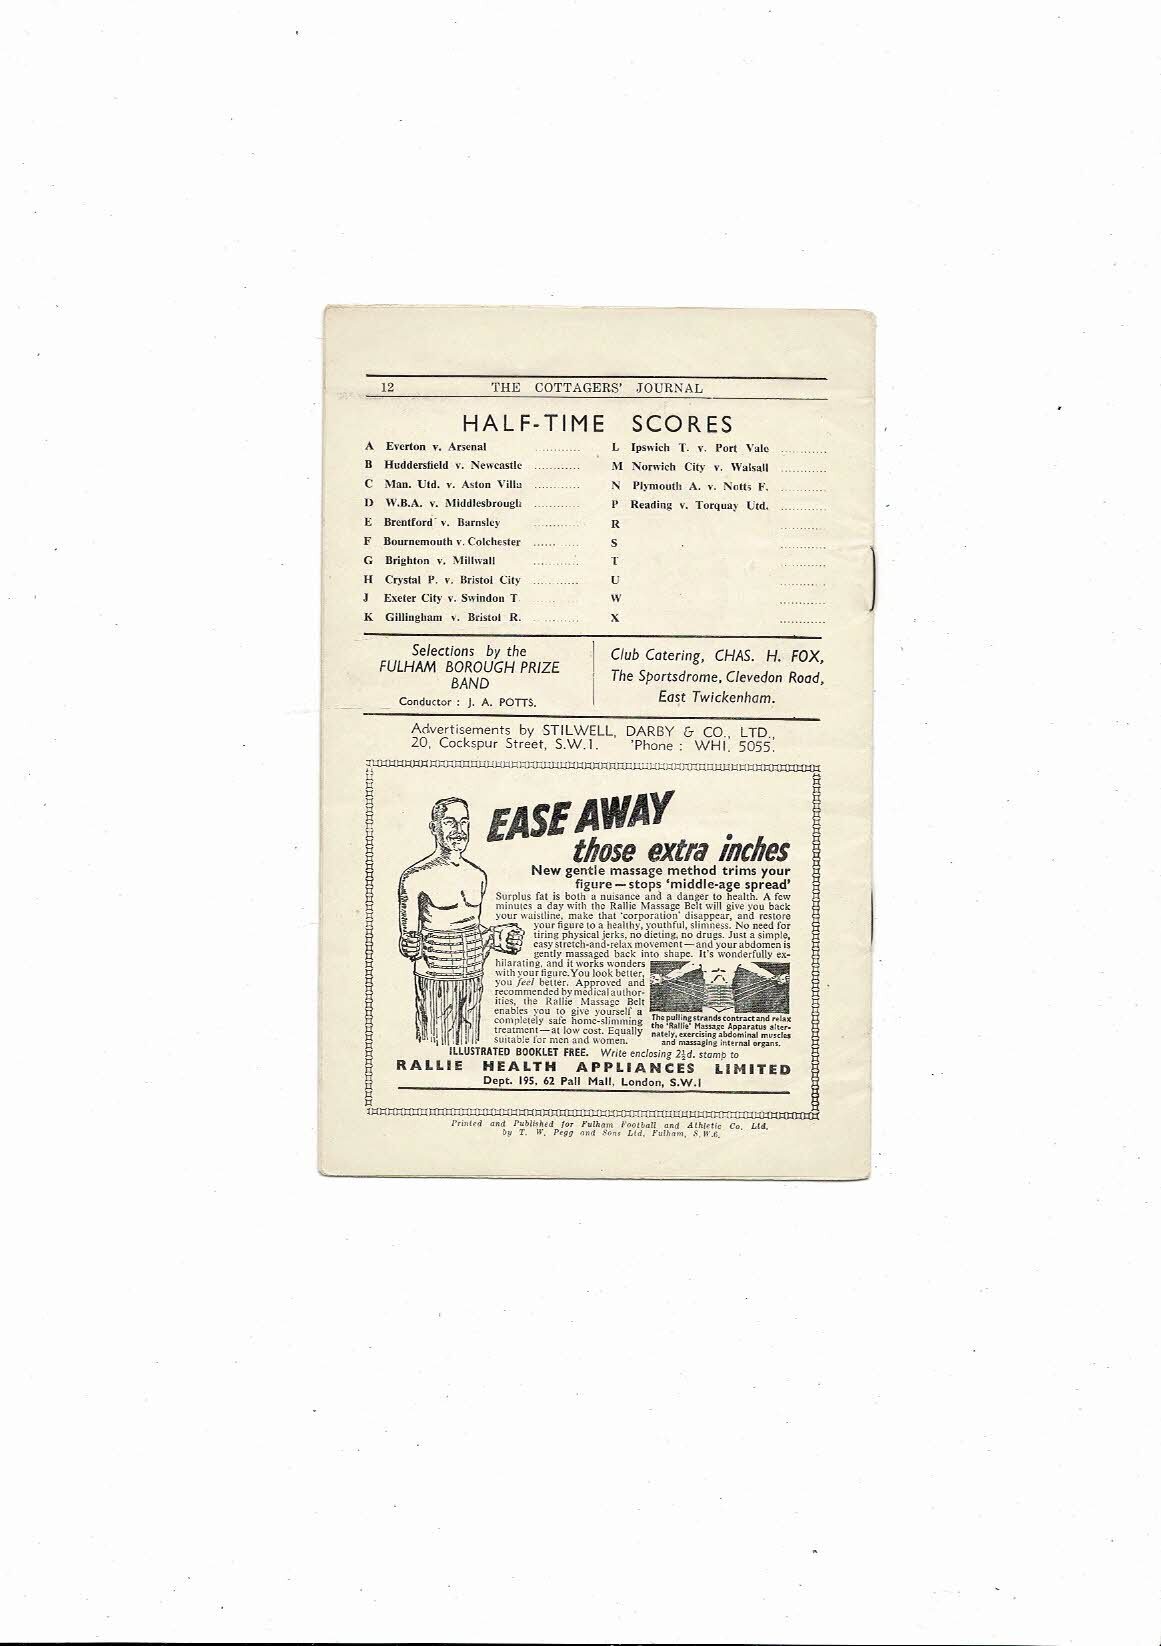 12 THE COTTAGERS' JOURNAL
HALF-TIME SCORES
A Everton v. Arsenal ............
B Huddersfield v. Newcastle ............
C Man. Utd. v. Aston Villa ............
D W.B.A. v. Middlesbrough ............
E Brentford v. Barnsley ............
F Bournemouth v. Colchester ............
G Brighton v. Millwall ............
H Crystal P. v. Bristol City ............
J Exeter City v. Swindon T. ............
K Gillingham v. Bristol R. ............
L Ipswich T. v. Port Vale ............
M Norwich City v. Walsall ............
N Plymouth A. v. Notts F. ............
P Reading v. Torquay Utd. ............
R ............
S ............
T ............
U ............
W ............
X ............
Selections by the
FULHAM BOROUGH PRIZE
BAND
Conductor : J. A. POTTS.
Club Catering, CHAS. H. FOX,
The Sportsdrome, Clevedon Road,
East Twickenham.
Advertisements by STILWELL, DARBY & CO., LTD.,
20, Cockspur Street, S.W.1. 'Phone : WHI. 5055.
EASE AWAY
those extra inches
New gentle massage method trims your
figure—stops 'middle-age spread'
Surplus fat is both a nuisance and a danger to health. A few
minutes a day with the Rallie Massage Belt will give you back
your waistline, make that 'corporation' disappear, and restore
your figure to a healthy, youthful, slimness. No need for
tiring physical jerks, no dieting, no drugs. Just a simple,
easy stretch-and-relax movement—and your abdomen is
gently massaged back into shape. It's wonderfully ex-
hilarating, and it works wonders
with your figure. You look better,
you feel better. Approved and
recommended by medical author-
ities, the Rallie Massage Belt
enables you to give yourself a
completely safe home-slimming
treatment—at low cost. Equally
suitable for men and women.
The pulling strands contract and relax
the 'Rallie' Massage Apparatus alter-
nately, exercising abdominal muscles
and massaging internal organs.
ILLUSTRATED BOOKLET FREE. Write enclosing 2½d. stamp to
RALLIE HEALTH APPLIANCES LIMITED
Dept. 195, 62 Pall Mall, London, S.W.1
Printed and Published for Fulham Football and Athletic Co. Ltd.
by T. W. Pegg and Sons Ltd, Fulham, S.W.6.